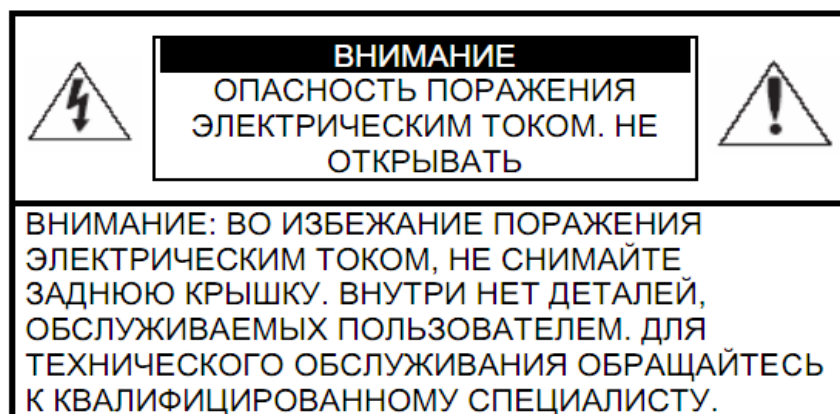 ВНИМАНИЕ
ОПАСНОСТЬ ПОРАЖЕНИЯ
ЭЛЕКТРИЧЕСКИМ ТОКОМ. НЕ
ОТКРЫВАТЬ
ВНИМАНИЕ: ВО ИЗБЕЖАНИЕ ПОРАЖЕНИЯ
ЭЛЕКТРИЧЕСКИМ ТОКОМ, НЕ СНИМАЙТЕ
ЗАДНЮЮ КРЫШКУ. ВНУТРИ НЕТ ДЕТАЛЕЙ,
ОБСЛУЖИВАЕМЫХ ПОЛЬЗОВАТЕЛЕМ. ДЛЯ
ТЕХНИЧЕСКОГО ОБСЛУЖИВАНИЯ ОБРАЩАЙТЕСЬ
К КВАЛИФИЦИРОВАННОМУ СПЕЦИАЛИСТУ.